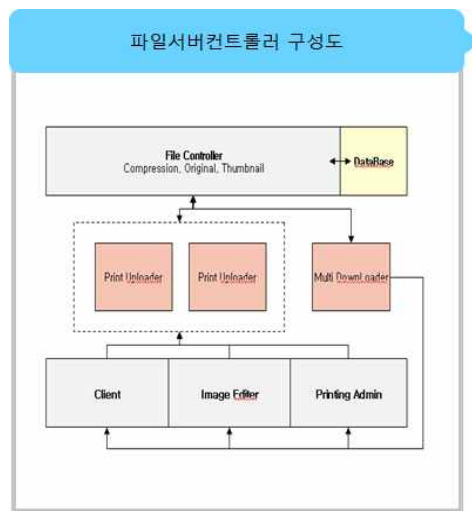 파일서버컨트롤러 구성도
File Controller
Compression, Original, Thumbnail
DataBase
Print Uploader
Print Uploader
Multi DownLoader
Client
Image Editer
Printing Admin